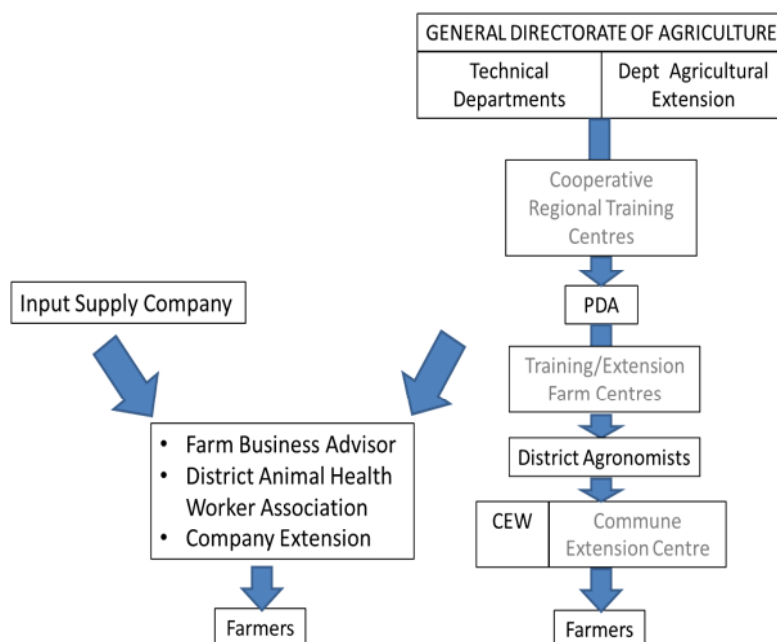 GENERAL DIRECTORATE OF AGRICULTURE
Technical
Departments
Dept Agricultural
Extension
Cooperative
Regional Training
Centres
Input Supply Company
PDA
Training/Extension
Farm Centres
• Farm Business Advisor
• District Animal Health
Worker Association
• Company Extension
District Agronomists
CEW
Commune
Extension Centre
Farmers
Farmers